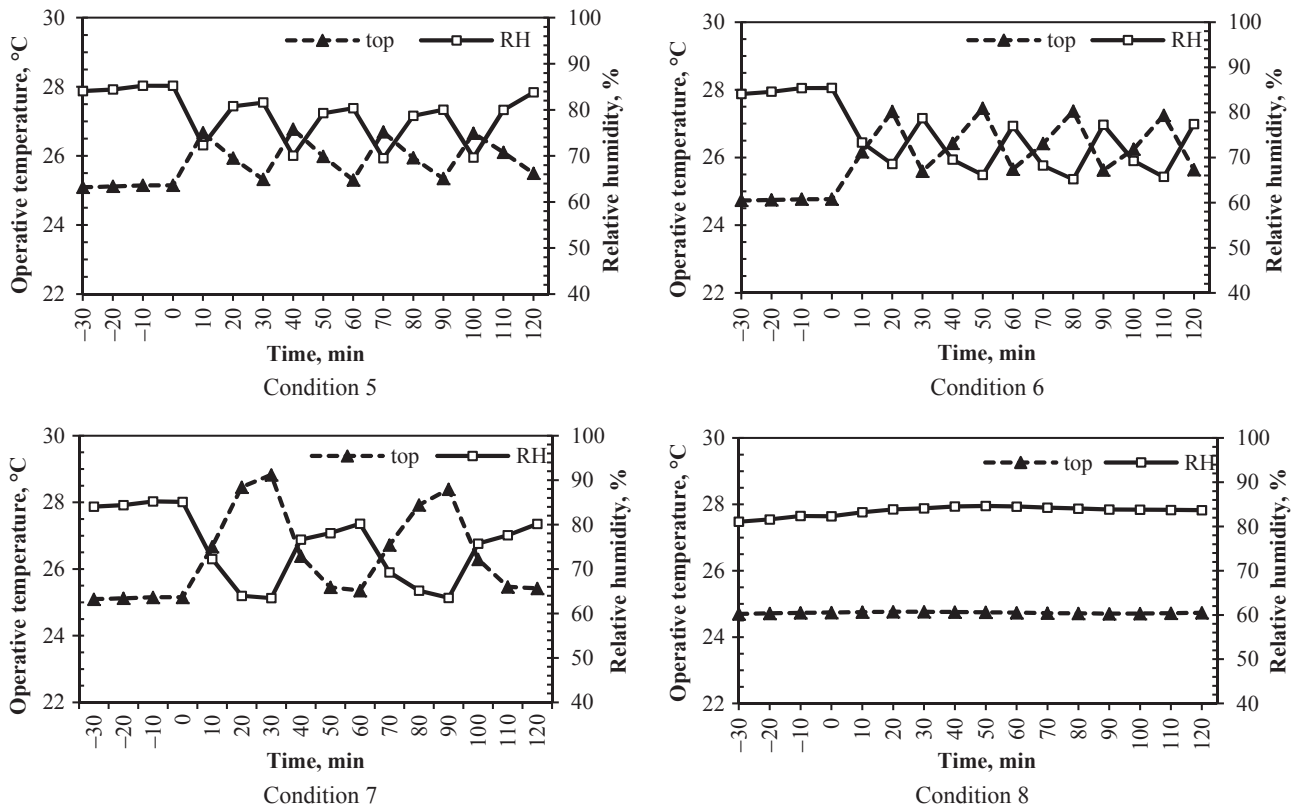 top RH
Operative temperature, °C
30
28
26
24
22
Relative humidity, %
100
90
80
70
60
50
40
−30 −20 −10 0 10 20 30 40 50 60 70 80 90 100 110 120
Time, min
Condition 5
top RH
Operative temperature, °C
30
28
26
24
22
Relative humidity, %
100
90
80
70
60
50
40
−30 −20 −10 0 10 20 30 40 50 60 70 80 90 100 110 120
Time, min
Condition 6
top RH
Operative temperature, °C
30
28
26
24
22
Relative humidity, %
100
90
80
70
60
50
40
−30 −20 −10 0 10 20 30 40 50 60 70 80 90 100 110 120
Time, min
Condition 7
top RH
Operative temperature, °C
30
28
26
24
22
Relative humidity, %
100
90
80
70
60
50
40
−30 −20 −10 0 10 20 30 40 50 60 70 80 90 100 110 120
Time, min
Condition 8